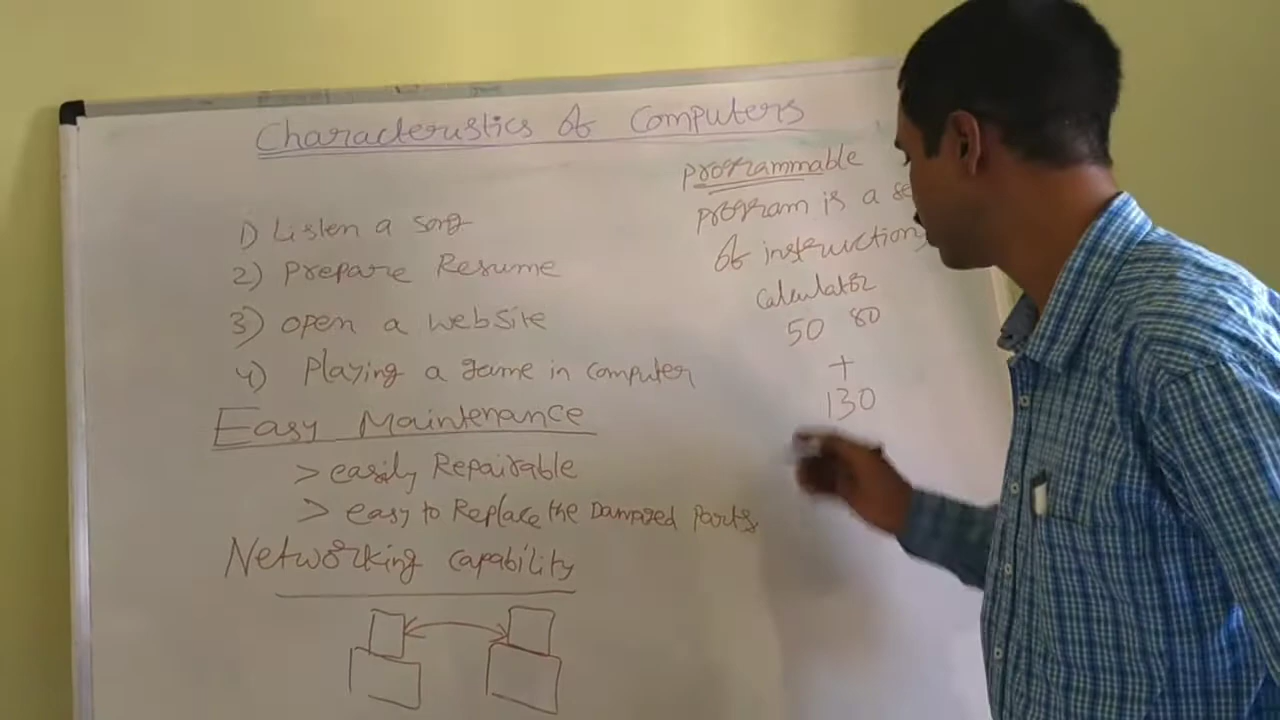 Characteristics of Computers
1) Listen a song
2) Prepare Resume
3) open a website
4) Playing a game in computer
Easy Maintenance
> easily Repairable
> easy to Replace the Damaged Parts
Networking Capability
programmable
program is a se
of instructions
Calculator
50 80
+
130